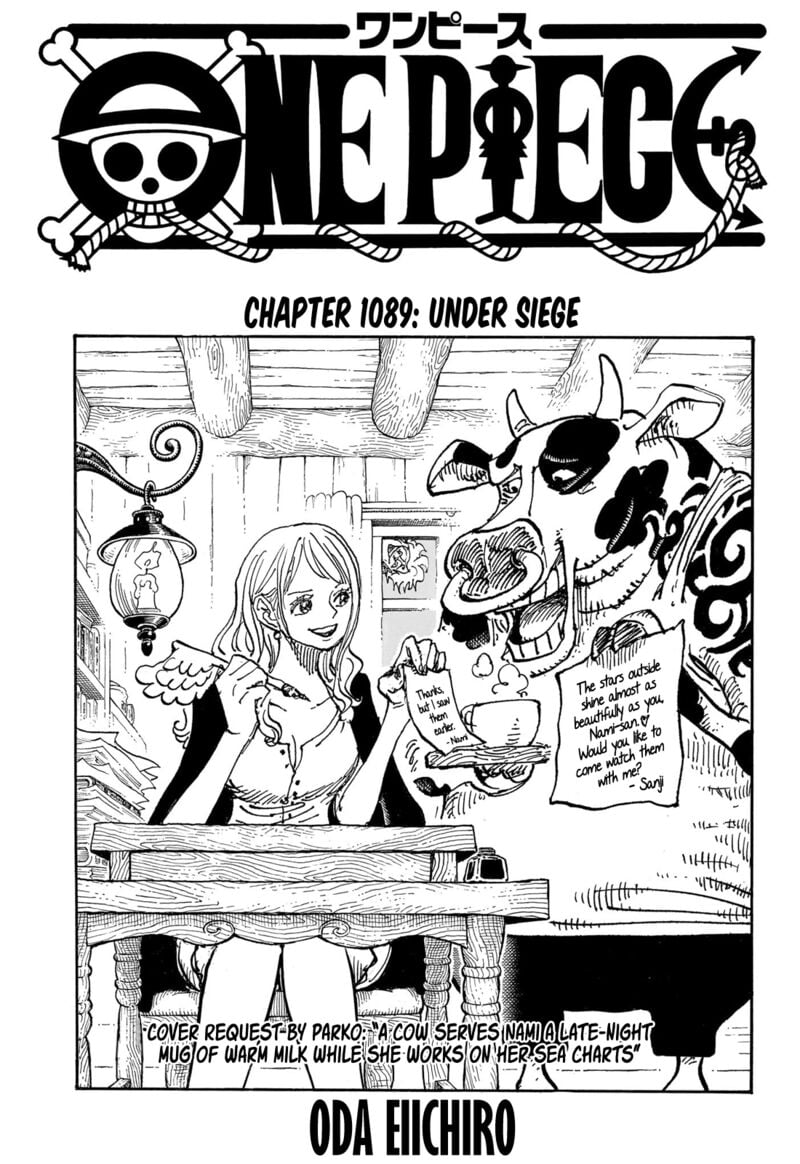 ワンピース
ONE PIECE
CHAPTER 1089: UNDER SIEGE
Thanks,
but I saw
them
earlier.
- Nami
The stars outside
shine almost as
beautifully as you,
Nami-san.♥
Would you like to
come watch them
with me?
- Sanji
COVER REQUEST BY PARKO: "A COW SERVES NAMI A LATE-NIGHT
MUG OF WARM MILK WHILE SHE WORKS ON HER SEA CHARTS"
ODA EIICHIRO